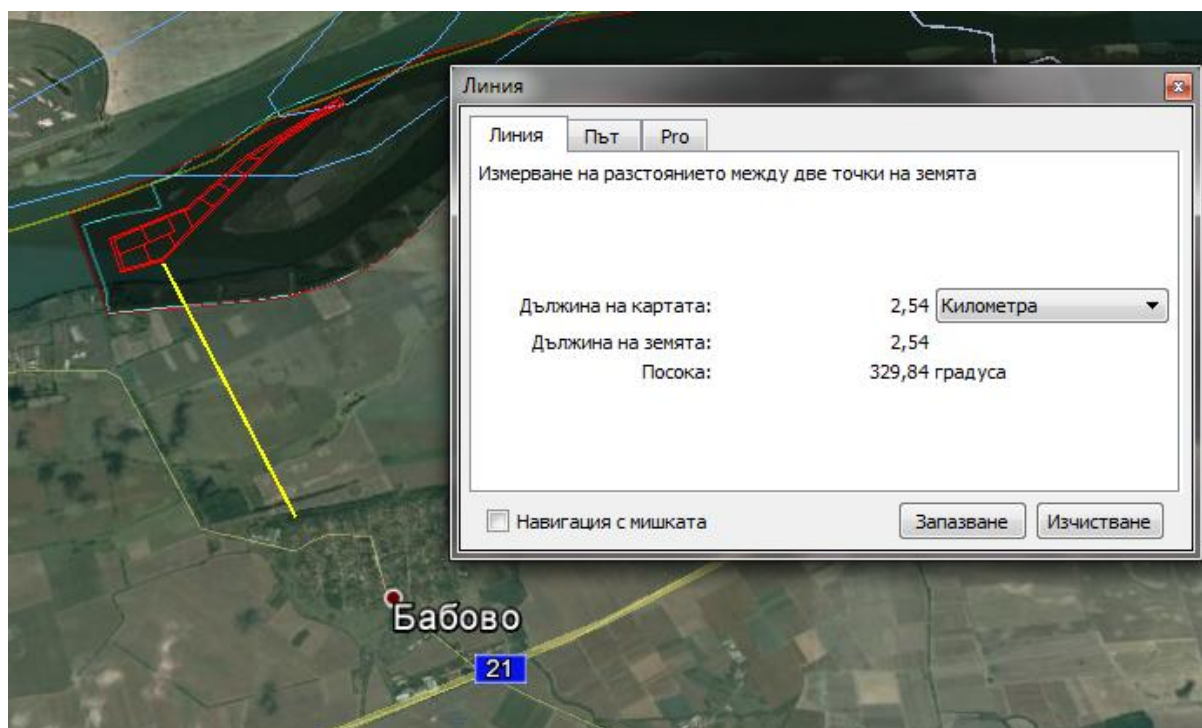 Линия
Линия Път Pro
Измерване на разстоянието между две точки на земята
Дължина на картата: 2,54 Километра
Дължина на земята: 2,54
Посока: 329,84 градуса
Навигация с мишката Запазване Изчистване
Бабово
21